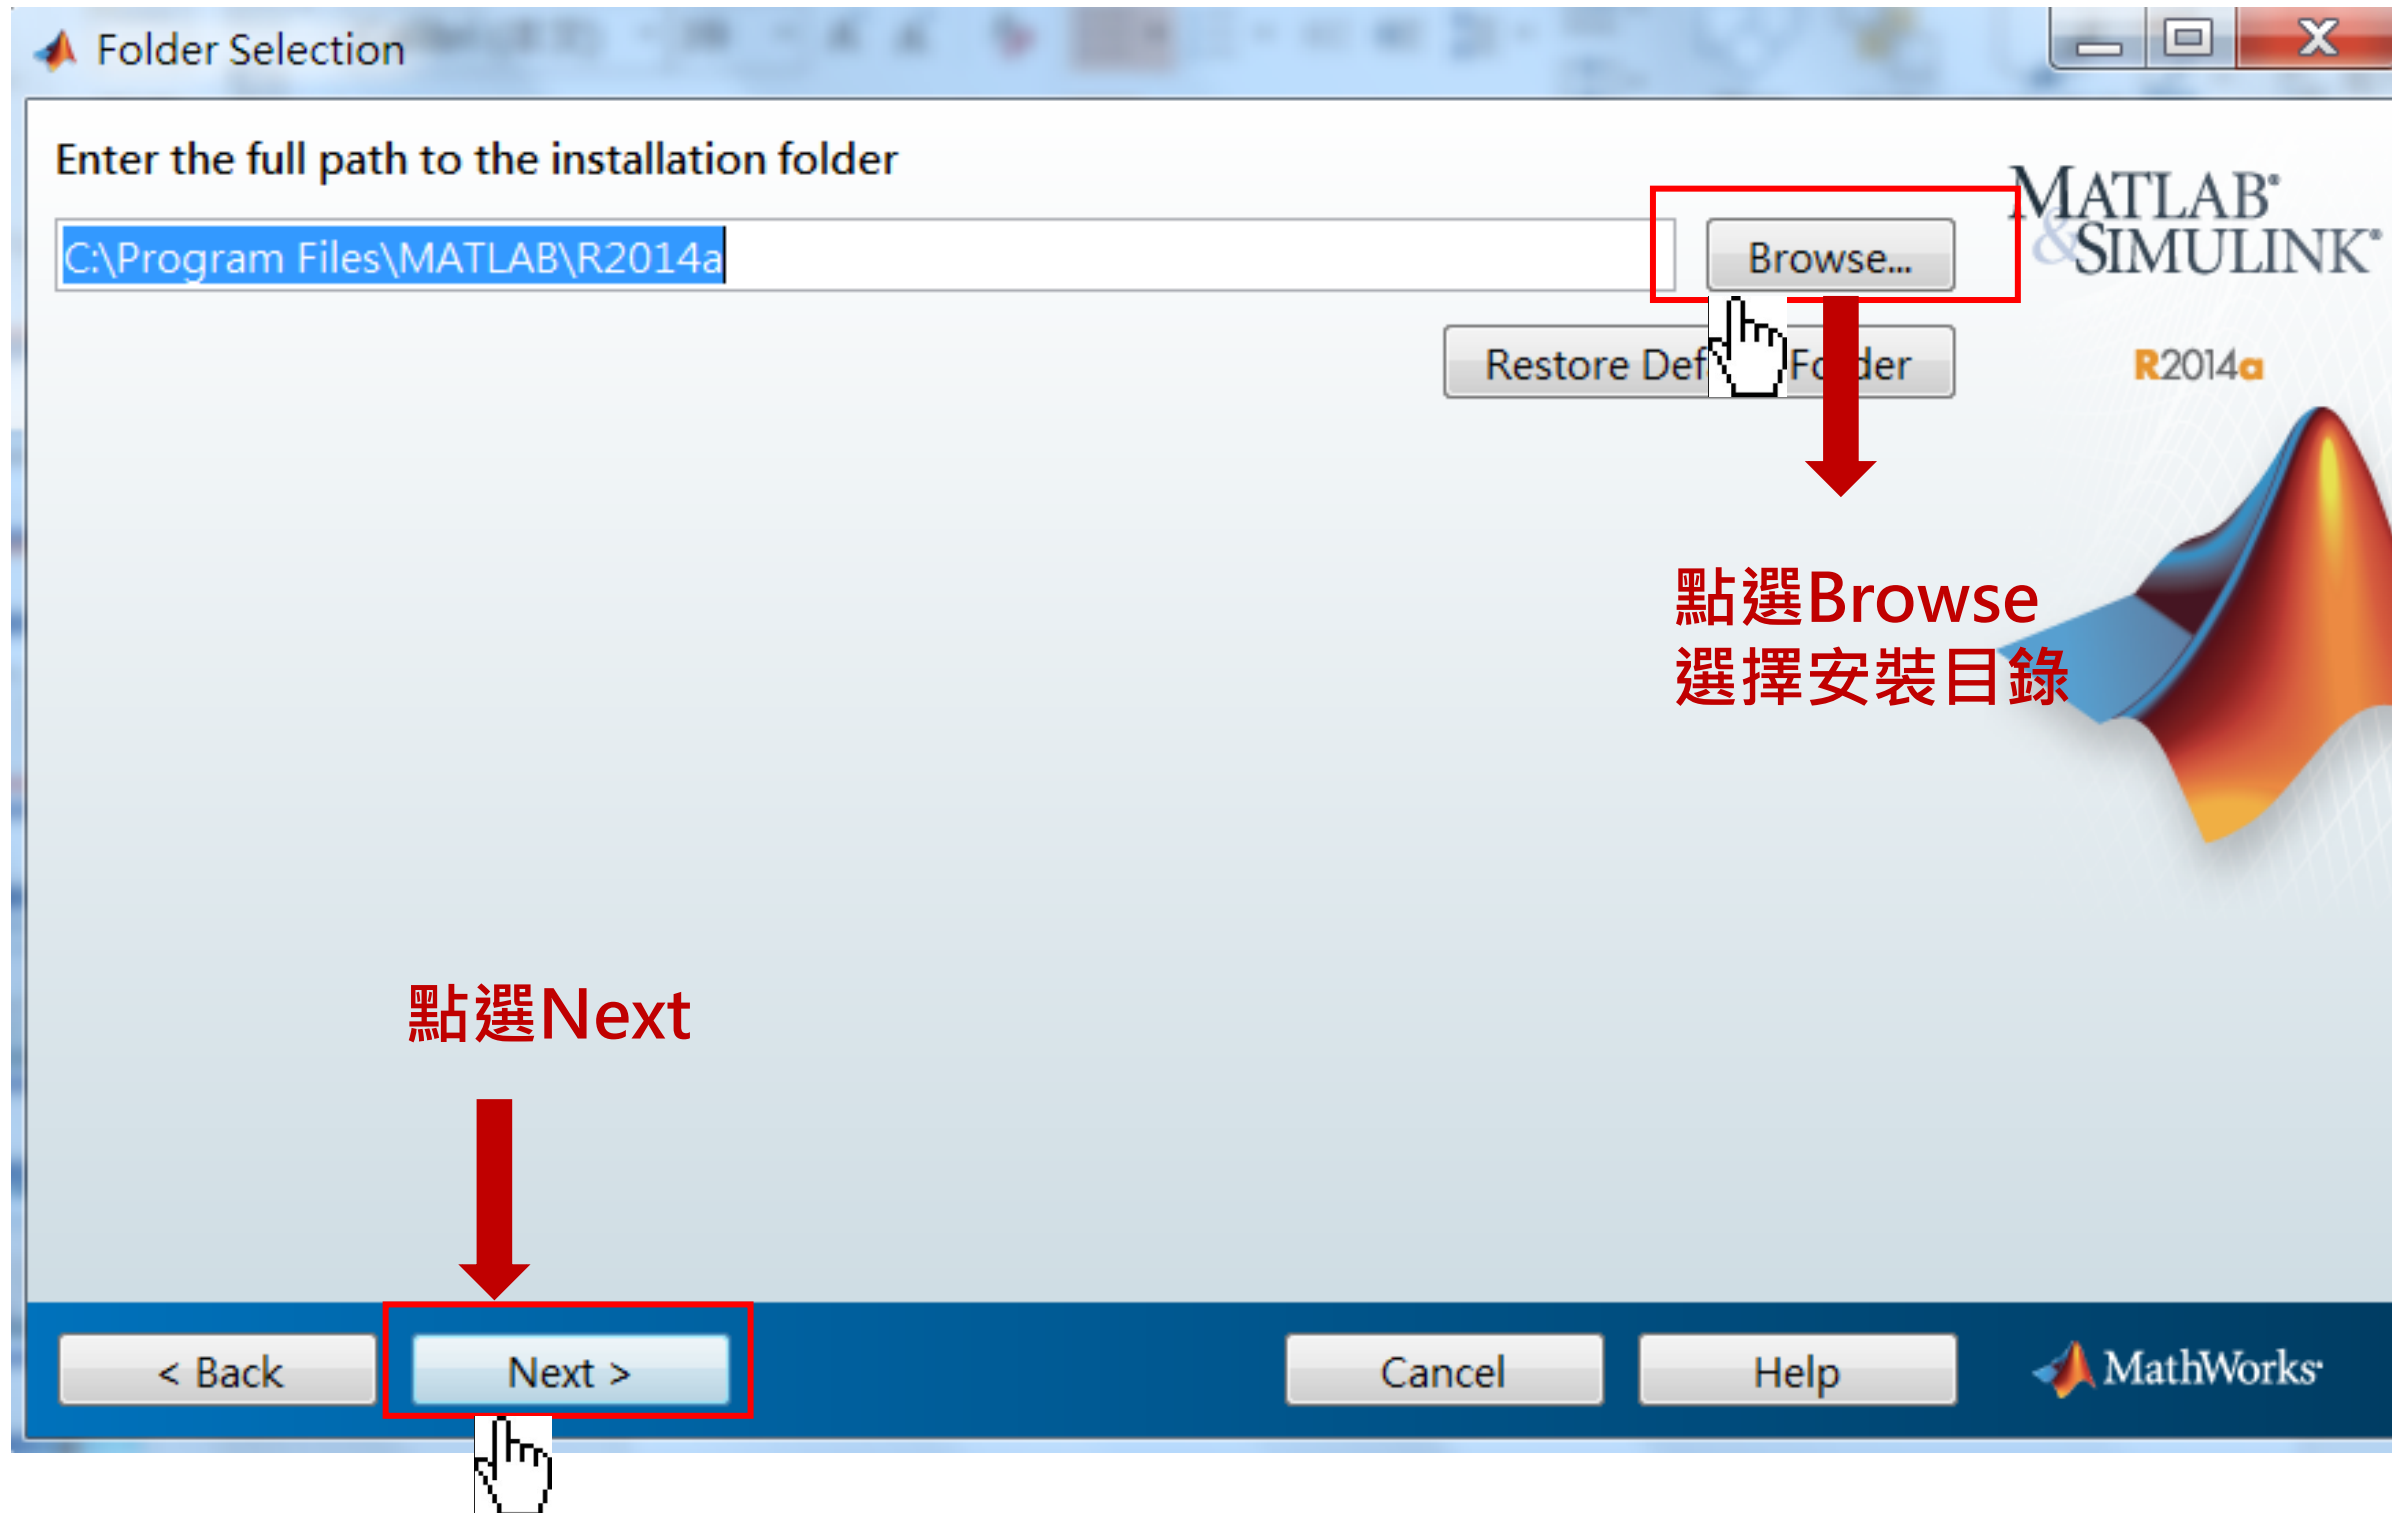 Folder Selection
Enter the full path to the installation folder
C:\Program Files\MATLAB\R2014a
Browse...
MATLAB®
&SIMULINK®
Restore Folder
R2014a
點選Browse
選擇安裝目錄
點選Next
< Back
Next >
Cancel
Help
MathWorks®